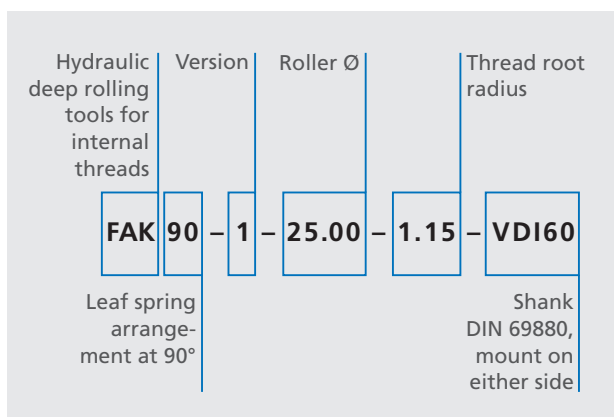 Hydraulic
deep rolling
tools for
internal
threads
Version
Roller Ø
Thread root
radius
FAK 90 – 1 – 25.00 – 1.15 – VDI60
Leaf spring
arrange-
ment at 90°
Shank
DIN 69880,
mount on
either side